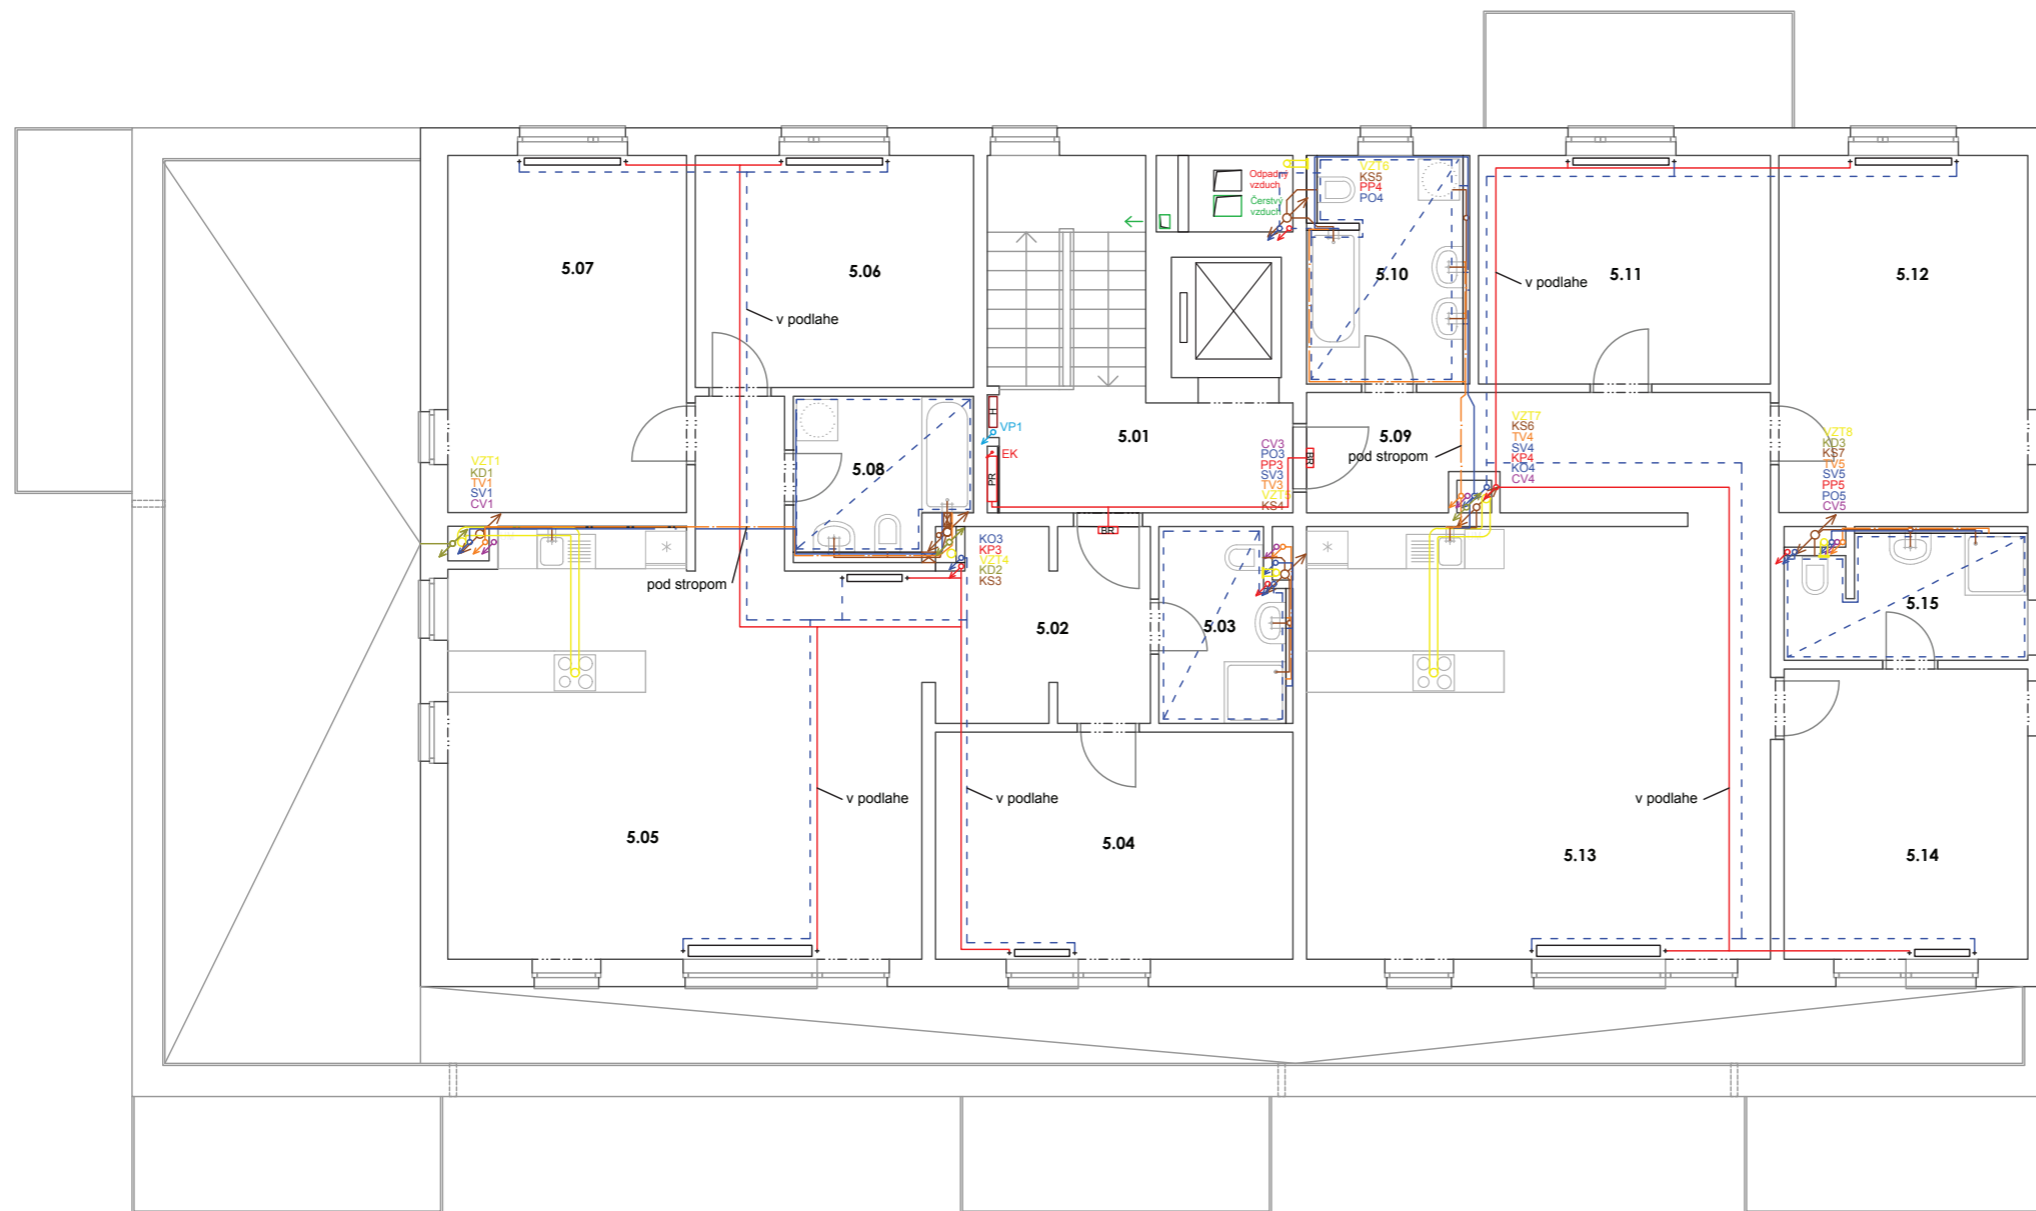 Odpadný
vzduch
Čerstvý
vzduch
VZT6
KS5
PP4
PO4
5.07
5.06
5.10
5.11
5.12
v podlahe
v podlahe
H
VP1
EK
PR
5.01
CV3
PO3
PP3
SV3
TV3
VZT5
KS4
BR
BR
5.09
pod stropom
VZT7
KS6
TV4
SV4
KP4
KO4
CV4
VZT8
KD3
KS7
TV5
SV5
PP5
PO5
CV5
VZT1
KD1
TV1
SV1
CV1
5.08
KO3
KP3
VZT4
KD2
KS3
pod stropom
5.02
5.03
5.15
v podlahe
v podlahe
v podlahe
5.05
5.04
5.13
5.14